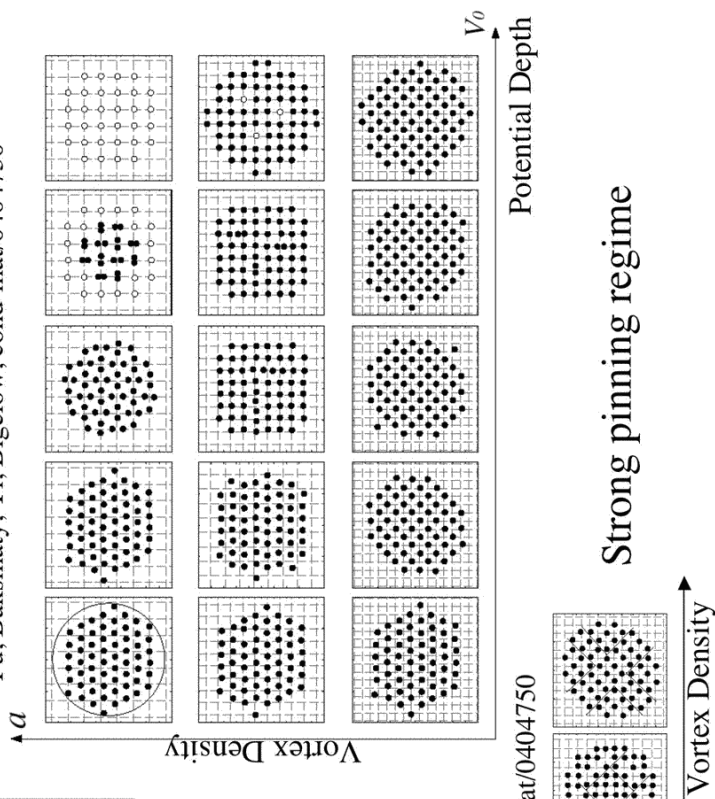 a
V₀
Potential Depth
Vortex Density
Strong pinning regime
at/0404750
Vortex Density